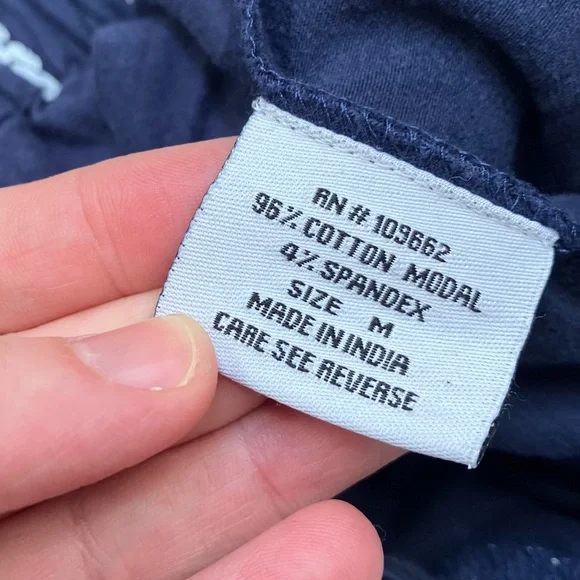 RN # 109662
96% COTTON MODAL
4% SPANDEX
SIZE M
MADE IN INDIA
CARE SEE REVERSE